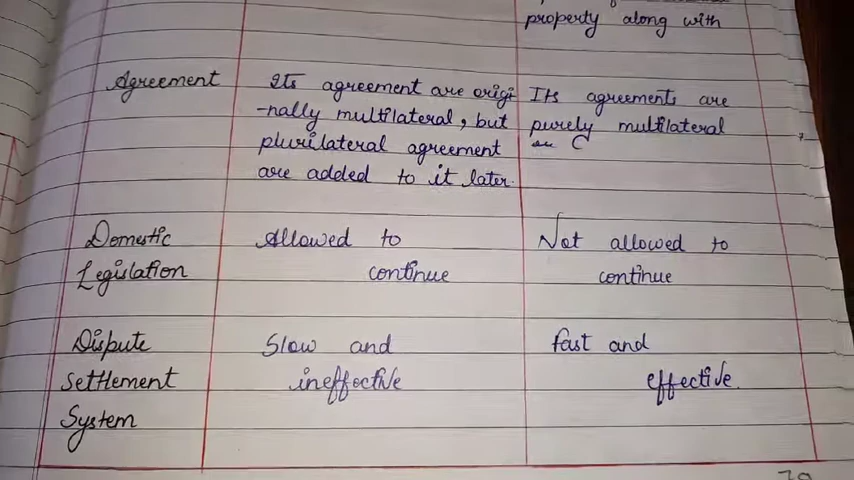 property along with
Agreement Its agreement are origi Its agreements are
-nally multilateral, but purely multilateral
plurilateral agreement
are added to it later.
Domestic Allowed to Not allowed to
Legislation continue continue
Dispute Slow and fast and
Settlement ineffective effective.
System